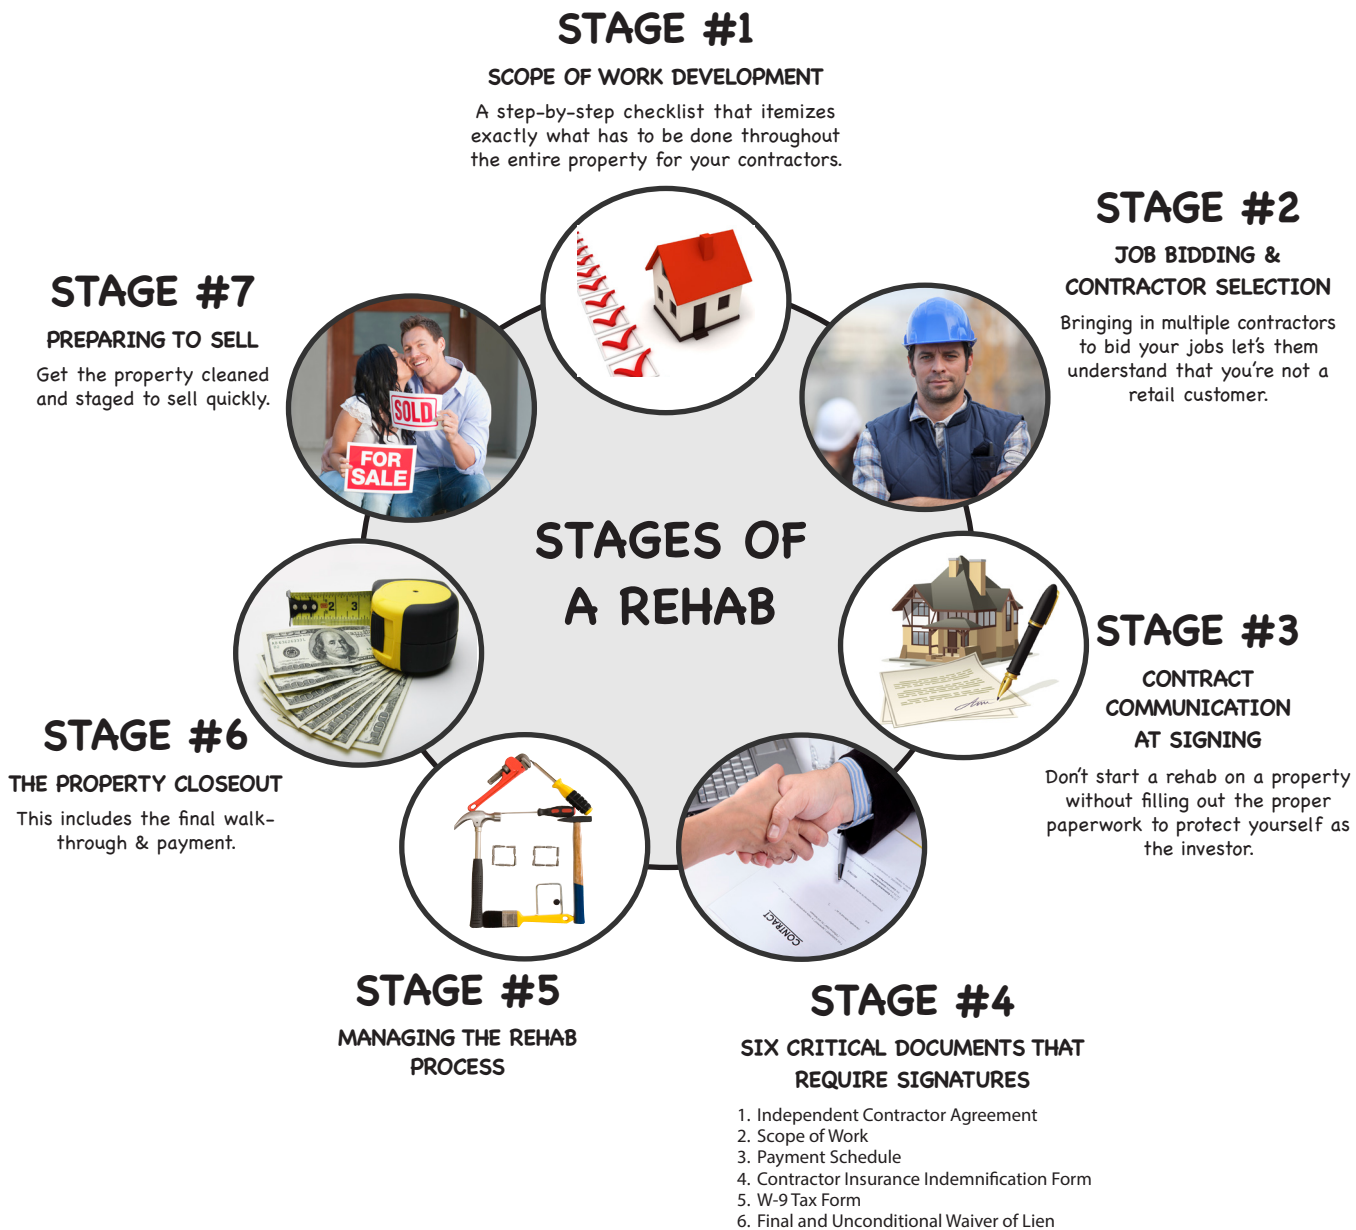 STAGE #1
SCOPE OF WORK DEVELOPMENT
A step-by-step checklist that itemizes
exactly what has to be done throughout
the entire property for your contractors.
STAGE #2
JOB BIDDING &
CONTRACTOR SELECTION
Bringing in multiple contractors
to bid your jobs let's them
understand that you're not a
retail customer.
STAGE #3
CONTRACT
COMMUNICATION
AT SIGNING
Don't start a rehab on a property
without filling out the proper
paperwork to protect yourself as
the investor.
STAGE #4
SIX CRITICAL DOCUMENTS THAT
REQUIRE SIGNATURES
1. Independent Contractor Agreement
2. Scope of Work
3. Payment Schedule
4. Contractor Insurance Indemnification Form
5. W-9 Tax Form
6. Final and Unconditional Waiver of Lien
STAGE #5
MANAGING THE REHAB
PROCESS
STAGE #6
THE PROPERTY CLOSEOUT
This includes the final walk-
through & payment.
STAGE #7
PREPARING TO SELL
Get the property cleaned
and staged to sell quickly.
STAGES OF
A REHAB
SOLD
FOR
SALE
2 3
CONTRACT